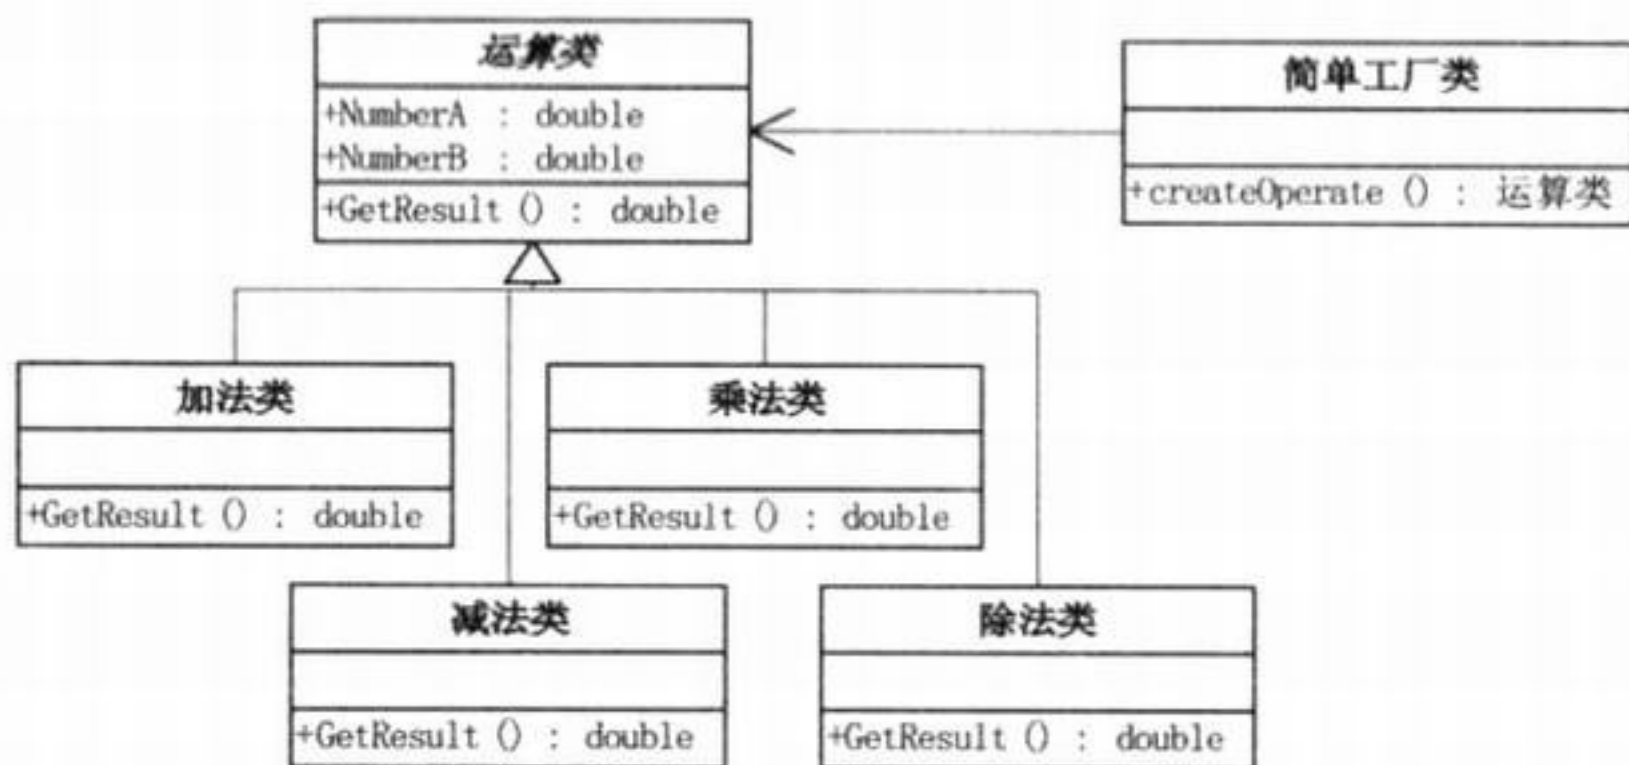 运算类
+NumberA : double
+NumberB : double
+GetResult () : double
简单工厂类
+createOperate () : 运算类
加法类
+GetResult () : double
乘法类
+GetResult () : double
减法类
+GetResult () : double
除法类
+GetResult () : double